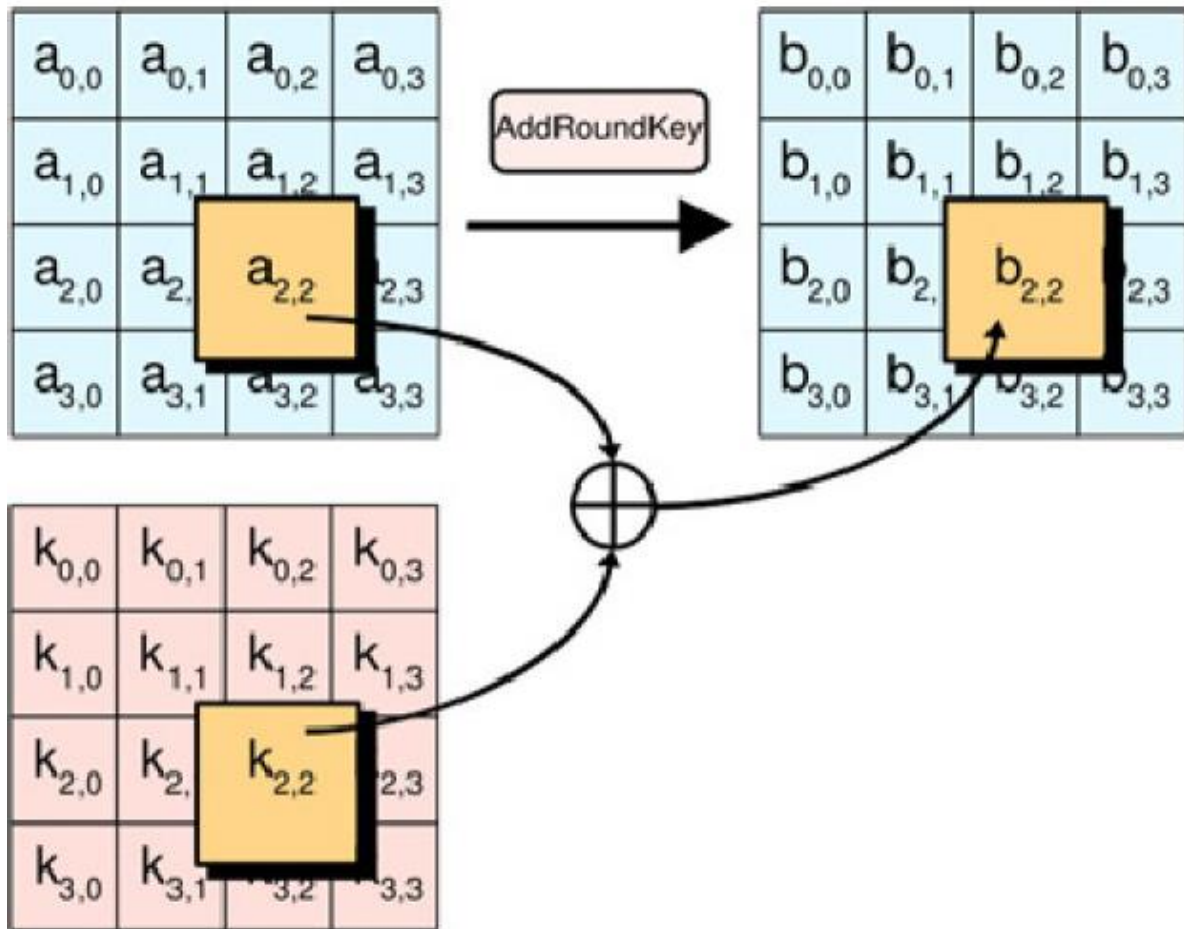 a0,0 a0,1 a0,2 a0,3
b0,0 b0,1 b0,2 b0,3
AddRoundKey
a1,0 a1,1 a1,2 a1,3
b1,0 b1,1 b1,2 b1,3
a2,0 a2, a2,2 2,3
b2,0 b2, b2,2 2,3
a3,0 a3,1 a3,2 a3,3
b3,0 b3,1 b3,2 b3,3
k0,0 k0,1 k0,2 k0,3
k1,0 k1,1 k1,2 k1,3
k2,0 k2, k2,2 2,3
k3,0 k3,1 k3,2 k3,3